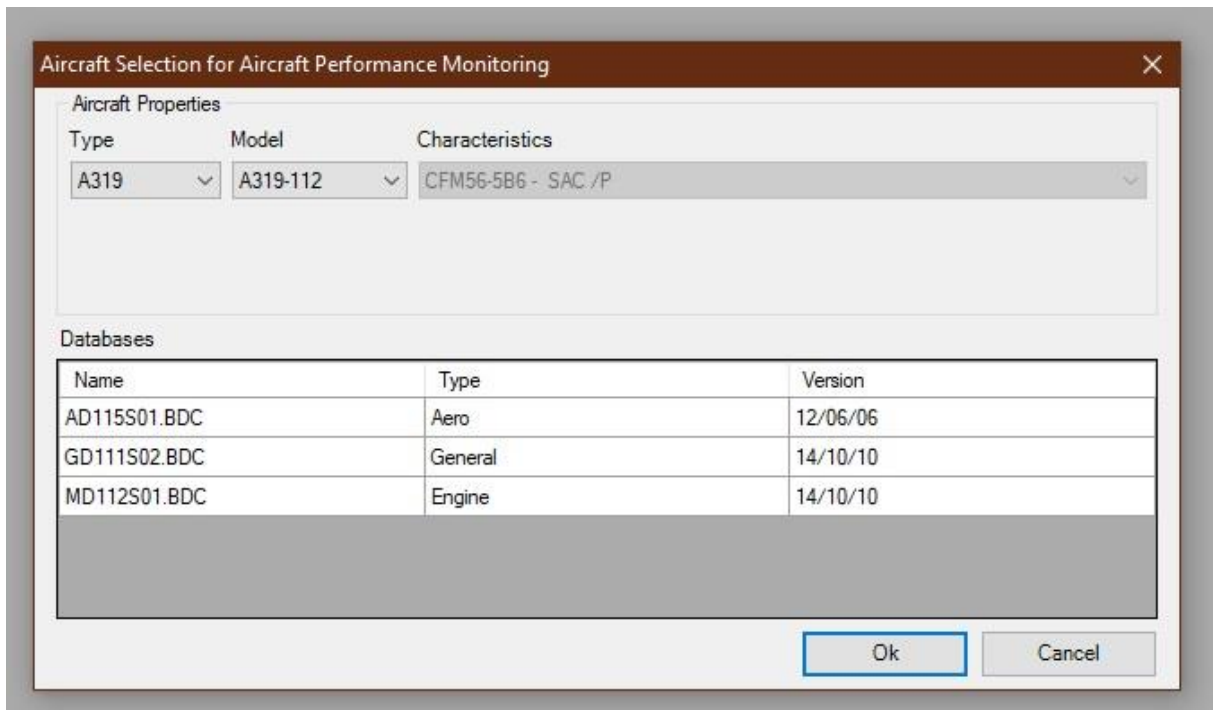 Aircraft Selection for Aircraft Performance Monitoring
Aircraft Properties
Type Model Characteristics
A319 A319-112 CFM56-5B6 - SAC /P
Databases
Name Type Version
AD115S01.BDC Aero 12/06/06
GD111S02.BDC General 14/10/10
MD112S01.BDC Engine 14/10/10
Ok Cancel